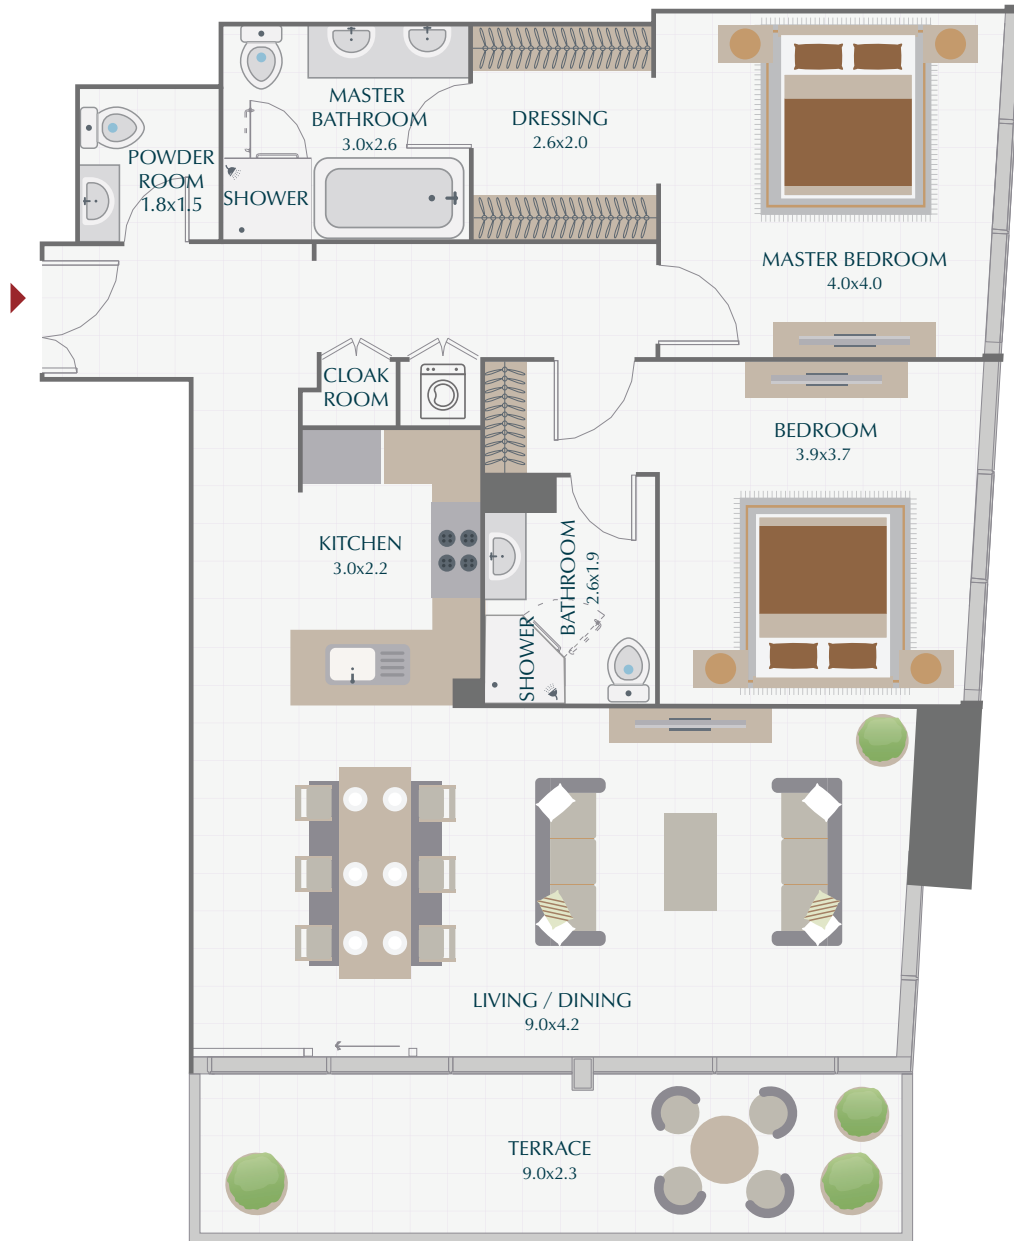 MASTER
BATHROOM
3.0x2.6
DRESSING
2.6x2.0
POWDER
ROOM
1.8x1.5
SHOWER
MASTER BEDROOM
4.0x4.0
CLOAK
ROOM
BEDROOM
3.9x3.7
KITCHEN
3.0x2.2
BATHROOM
2.6x1.9
SHOWER
LIVING / DINING
9.0x4.2
TERRACE
9.0x2.3